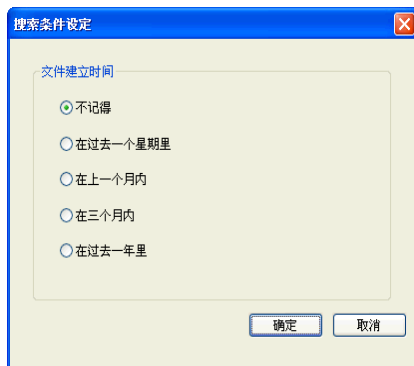 搜索条件设定
文件建立时间
不记得
在过去一个星期里
在上一个月内
在三个月内
在过去一年里
确定
取消